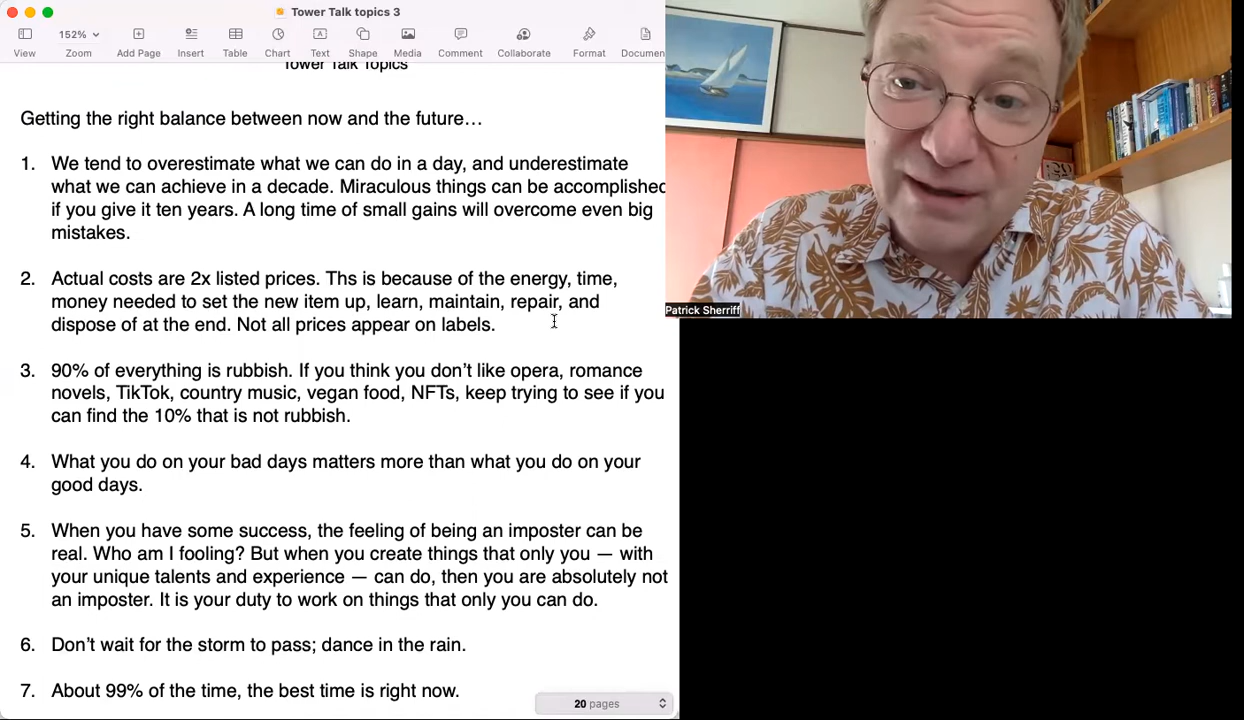 Tower Talk topics 3
152%
View Zoom Add Page Insert Table Chart Text Shape Media Comment Collaborate Format Documen
Tower Talk Topics
Getting the right balance between now and the future…
1. We tend to overestimate what we can do in a day, and underestimate
what we can achieve in a decade. Miraculous things can be accomplished
if you give it ten years. A long time of small gains will overcome even big
mistakes.
2. Actual costs are 2x listed prices. Ths is because of the energy, time,
money needed to set the new item up, learn, maintain, repair, and
dispose of at the end. Not all prices appear on labels.
3. 90% of everything is rubbish. If you think you don’t like opera, romance
novels, TikTok, country music, vegan food, NFTs, keep trying to see if you
can find the 10% that is not rubbish.
4. What you do on your bad days matters more than what you do on your
good days.
5. When you have some success, the feeling of being an imposter can be
real. Who am I fooling? But when you create things that only you — with
your unique talents and experience — can do, then you are absolutely not
an imposter. It is your duty to work on things that only you can do.
6. Don’t wait for the storm to pass; dance in the rain.
7. About 99% of the time, the best time is right now.
20 pages
Patrick Sherriff